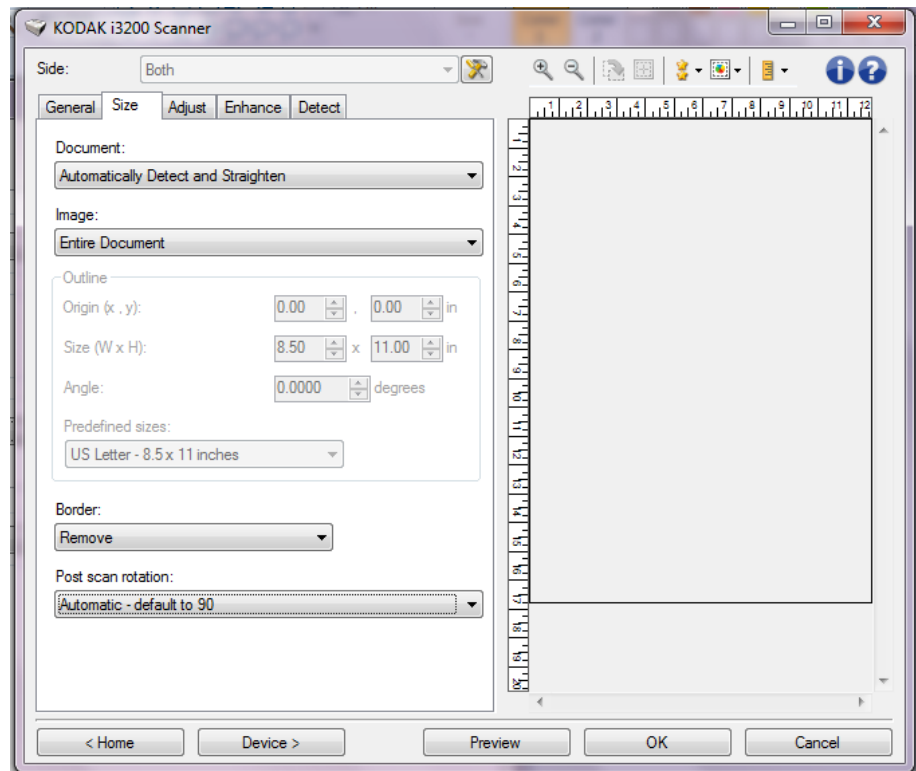 KODAK i3200 Scanner
Side: Both
General Size Adjust Enhance Detect
Document:
Automatically Detect and Straighten
Image:
Entire Document
Outline
Origin (x , y): 0.00 , 0.00 in
Size (W x H): 8.50 x 11.00 in
Angle: 0.0000 degrees
Predefined sizes:
US Letter - 8.5 x 11 inches
Border:
Remove
Post scan rotation:
Automatic - default to 90
1 2 3 4 5 6 7 8 9 10 11 12
1
2
3
4
5
6
7
8
9
10
11
12
13
14
15
16
17
18
19
20
< Home Device > Preview OK Cancel